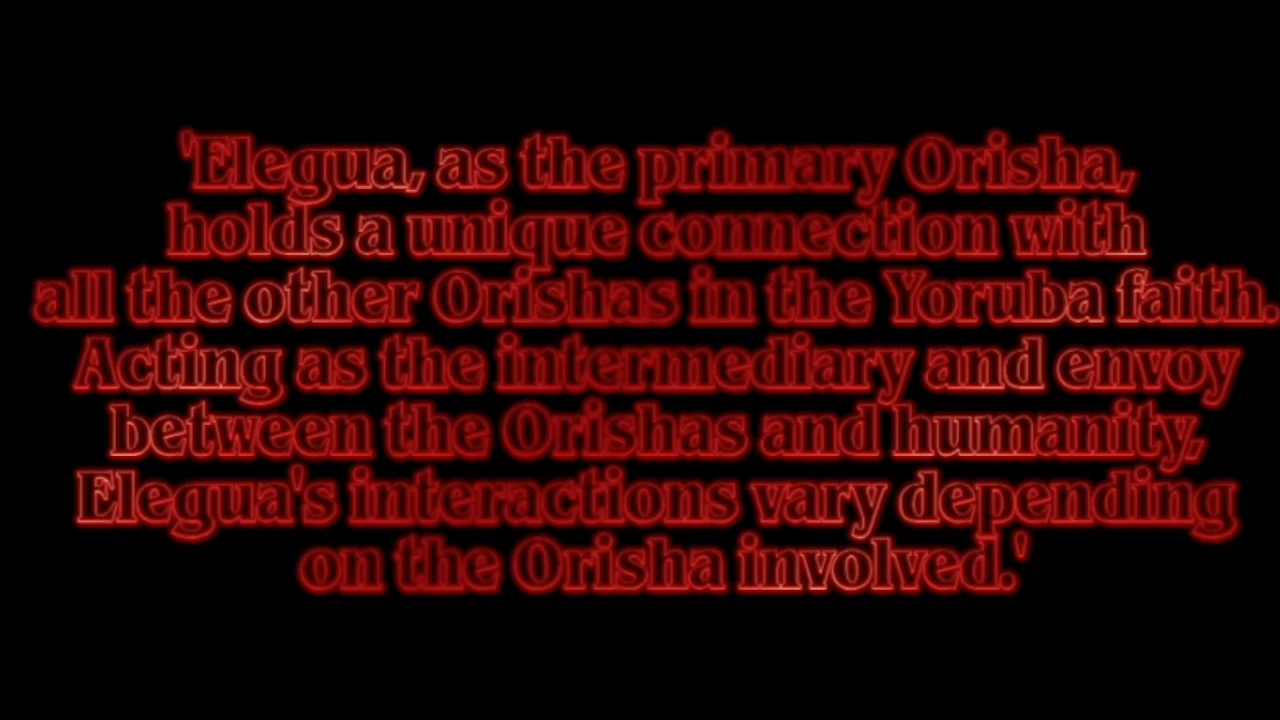 'Elegua, as the primary Orisha,
holds a unique connection with
all the other Orishas in the Yoruba faith.
Acting as the intermediary and envoy
between the Orishas and humanity,
Elegua's interactions vary depending
on the Orisha involved.'